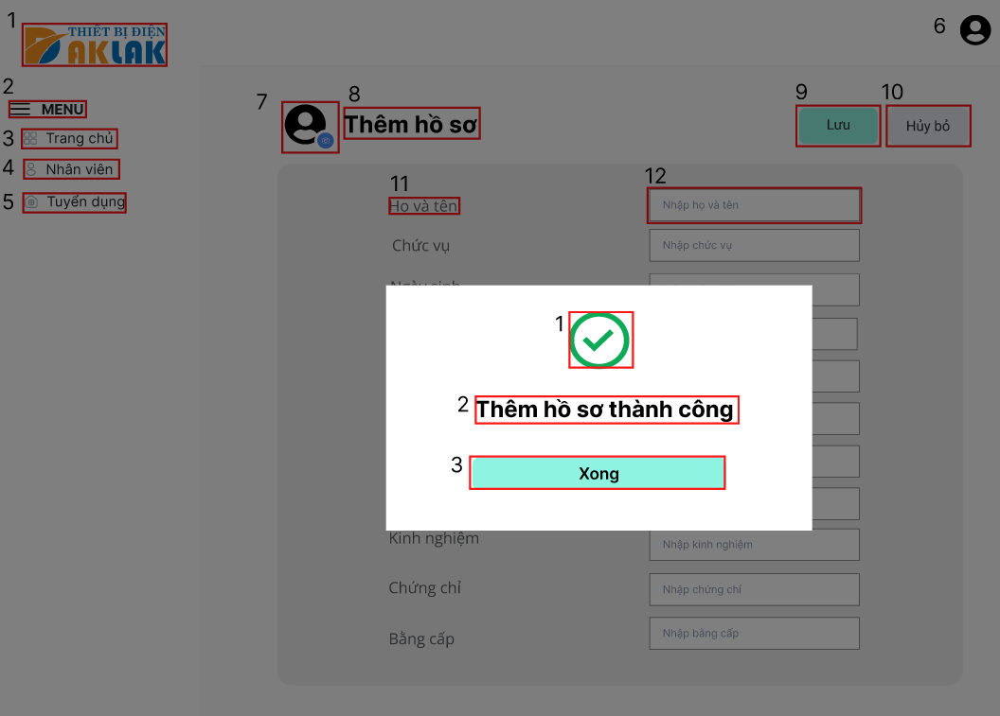 1
THIẾT BỊ ĐIỆN
ĐAKLAK
6
2
MENU
3 Trang chủ
4 Nhân viên
5 Tuyển dụng
7
8
Thêm hồ sơ
9
Lưu
10
Hủy bỏ
11
Họ và tên
12
Nhập họ và tên
Chức vụ
Nhập chức vụ
Ngày sinh
1
2 Thêm hồ sơ thành công
3 Xong
Kinh nghiệm
Nhập kinh nghiệm
Chứng chỉ
Nhập chứng chỉ
Bằng cấp
Nhập bằng cấp